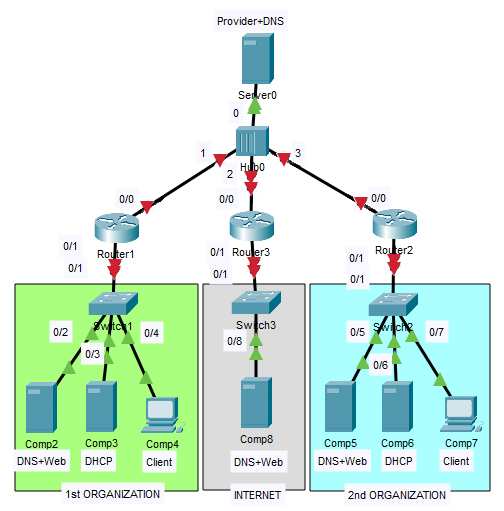 Provider+DNS
Server0
0
1
Hub0
3
2
0/0
0/0
0/0
Router1
Router3
Router2
0/1
0/1
0/1
0/1
0/1
0/1
Switch1
Switch3
Switch2
0/2
0/3
0/4
0/8
0/5
0/6
0/7
Comp2
Comp3
Comp4
Comp8
Comp5
Comp6
Comp7
DNS+Web
DHCP
Client
DNS+Web
DNS+Web
DHCP
Client
1st ORGANIZATION
INTERNET
2nd ORGANIZATION